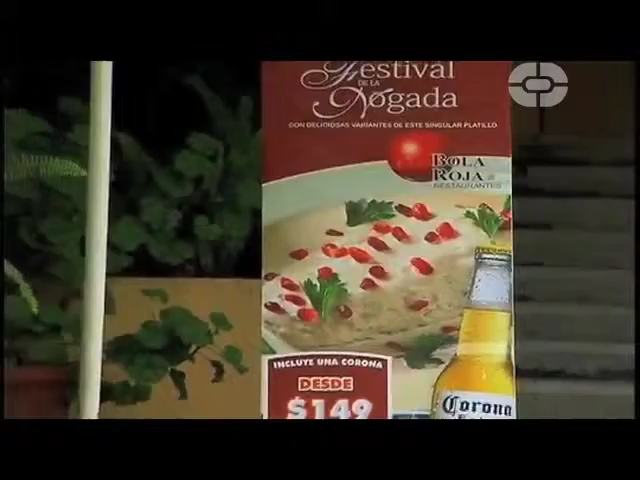 Festival
DE LA
Nogada
CON DELICIOSAS VARIANTES DE ESTE SINGULAR PLATILLO
BOLA
ROJA
RESTAURANTES
INCLUYE UNA CORONA
DESDE
$149
Corona